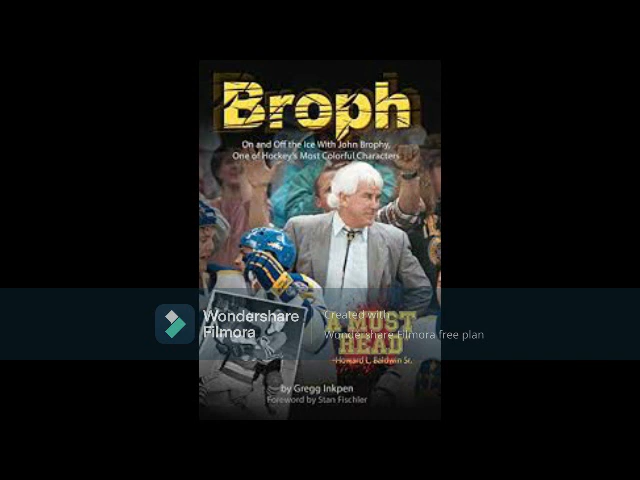 Broph
On and Off the Ice With John Brophy,
One of Hockey's Most Colorful Characters
Wondershare
Filmora
Created with
Wondershare Filmora free plan
A MUST
READ
–Howard L. Baldwin Sr.
by Gregg Inkpen
Foreword by Stan Fischler